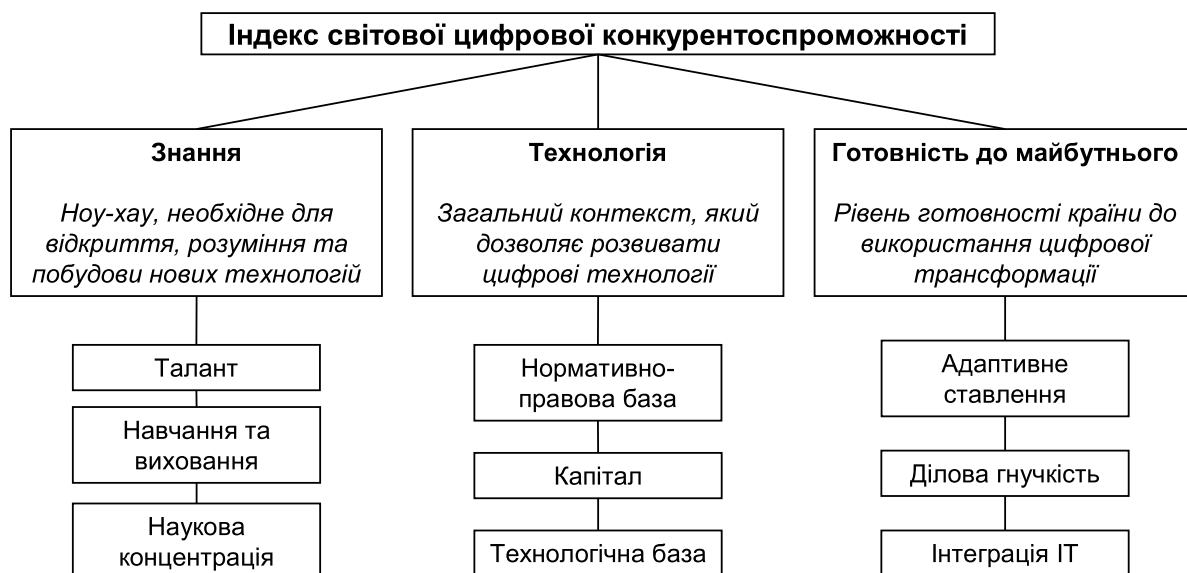 Індекс світової цифрової конкурентоспроможності
Знання
Ноу-хау, необхідне для
відкриття, розуміння та
побудови нових технологій
Талант
Навчання та
виховання
Наукова
концентрація
Технологія
Загальний контекст, який
дозволяє розвивати
цифрові технології
Нормативно-
правова база
Капітал
Технологічна база
Готовність до майбутнього
Рівень готовності країни до
використання цифрової
трансформації
Адаптивне
ставлення
Ділова гнучкість
Інтеграція ІТ